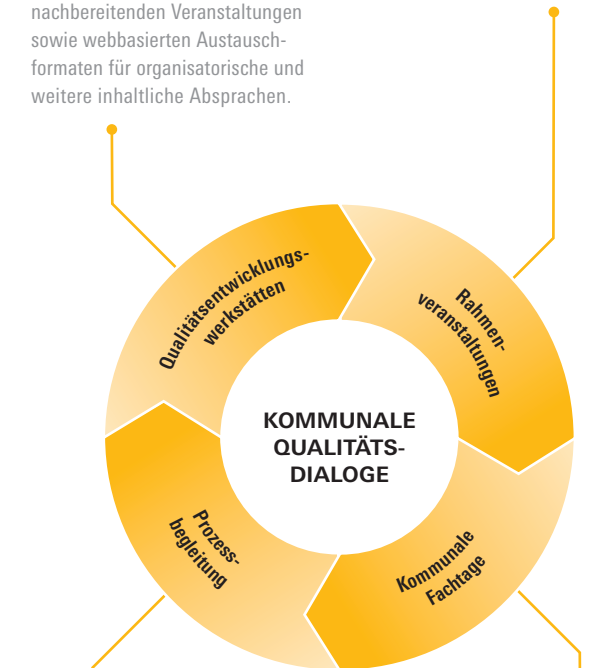 nachbereitenden Veranstaltungen
sowie webbasierten Austausch-
formaten für organisatorische und
weitere inhaltliche Absprachen.
Qualitätsentwicklungs-
werkstätten
Rahmen-
veranstaltungen
KOMMUNALE
QUALITÄTS-
DIALOGE
Prozess-
begleitung
Kommunale
Fachtage